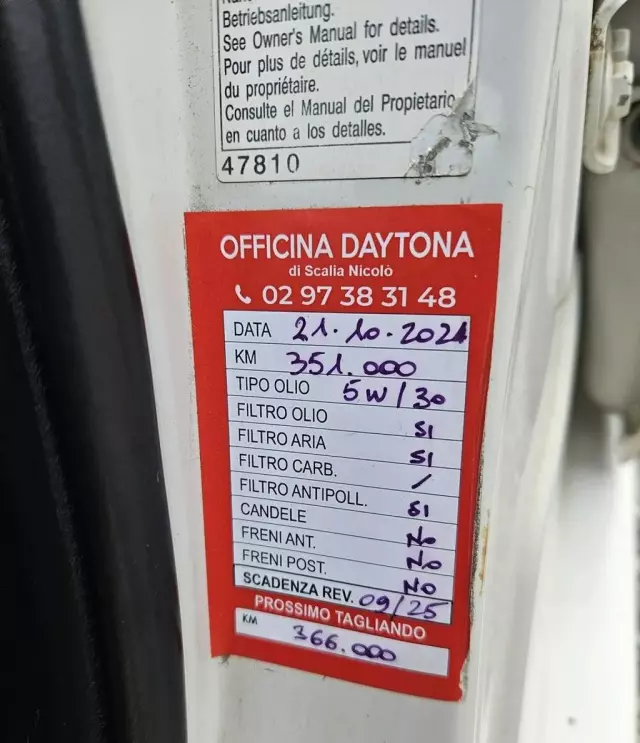 Betriebsanleitung.
See Owner's Manual for details.
Pour plus de détails, voir le manuel
du propriétaire.
Consulte el Manual del Propietario
en cuanto a los detalles.
47810
OFFICINA DAYTONA
di Scalia Nicolò
02 97 38 31 48
DATA 21.10.2024
KM 351.000
TIPO OLIO 5W/30
FILTRO OLIO SI
FILTRO ARIA SI
FILTRO CARB. /
FILTRO ANTIPOLL. SI
CANDELE No
FRENI ANT. No
FRENI POST. No
SCADENZA REV. 09/25
PROSSIMO TAGLIANDO
KM 366.000